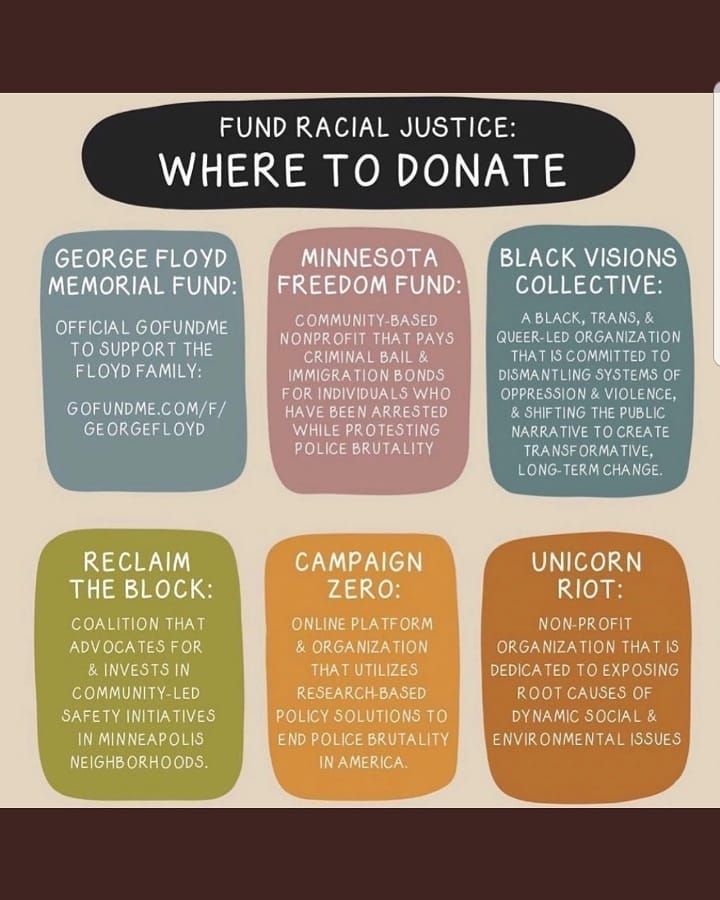 FUND RACIAL JUSTICE:
WHERE TO DONATE
GEORGE FLOYD
MEMORIAL FUND:
OFFICIAL GOFUNDME
TO SUPPORT THE
FLOYD FAMILY:
GOFUNDME.COM/F/
GEORGEFLOYD
MINNESOTA
FREEDOM FUND:
COMMUNITY-BASED
NONPROFIT THAT PAYS
CRIMINAL BAIL &
IMMIGRATION BONDS
FOR INDIVIDUALS WHO
HAVE BEEN ARRESTED
WHILE PROTESTING
POLICE BRUTALITY
BLACK VISIONS
COLLECTIVE:
A BLACK, TRANS, &
QUEER-LED ORGANIZATION
THAT IS COMMITTED TO
DISMANTLING SYSTEMS OF
OPPRESSION & VIOLENCE,
& SHIFTING THE PUBLIC
NARRATIVE TO CREATE
TRANSFORMATIVE,
LONG-TERM CHANGE.
RECLAIM
THE BLOCK:
COALITION THAT
ADVOCATES FOR
& INVESTS IN
COMMUNITY-LED
SAFETY INITIATIVES
IN MINNEAPOLIS
NEIGHBORHOODS.
CAMPAIGN
ZERO:
ONLINE PLATFORM
& ORGANIZATION
THAT UTILIZES
RESEARCH-BASED
POLICY SOLUTIONS TO
END POLICE BRUTALITY
IN AMERICA.
UNICORN
RIOT:
NON-PROFIT
ORGANIZATION THAT IS
DEDICATED TO EXPOSING
ROOT CAUSES OF
DYNAMIC SOCIAL &
ENVIRONMENTAL ISSUES